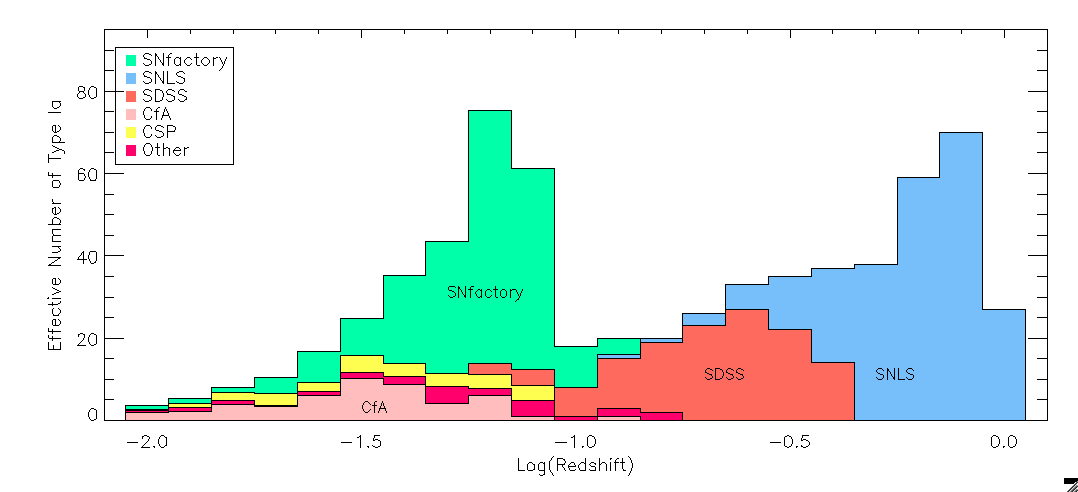 SNfactory
SNLS
SDSS
CfA
CSP
Other
Effective Number of Type Ia
80
60
40
20
0
SNfactory
CfA
SDSS
SNLS
-2.0 -1.5 -1.0 -0.5 0.0
Log(Redshift)